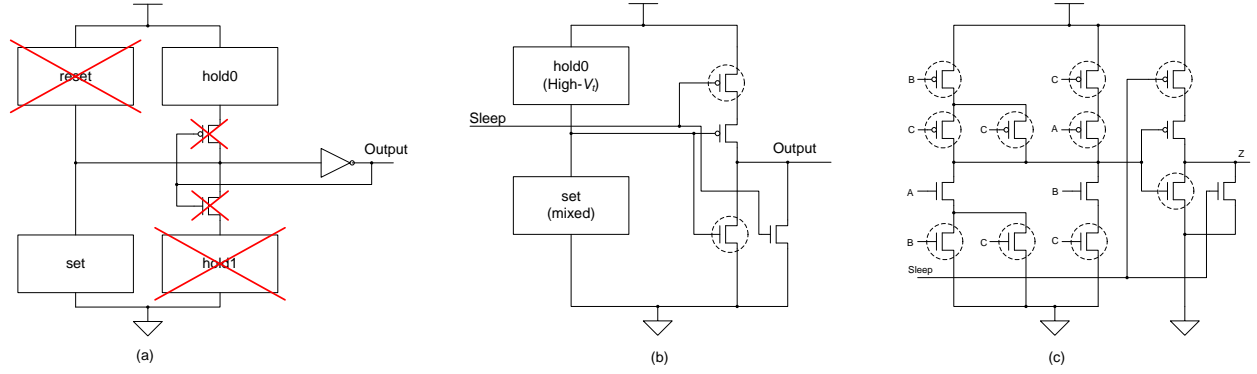 reset
hold0
Output
set
hold1
(a)
hold0
(High-Vt)
Sleep
Output
set
(mixed)
(b)
B
C
C
C
A
Z
A
B
B
C
C
Sleep
(c)